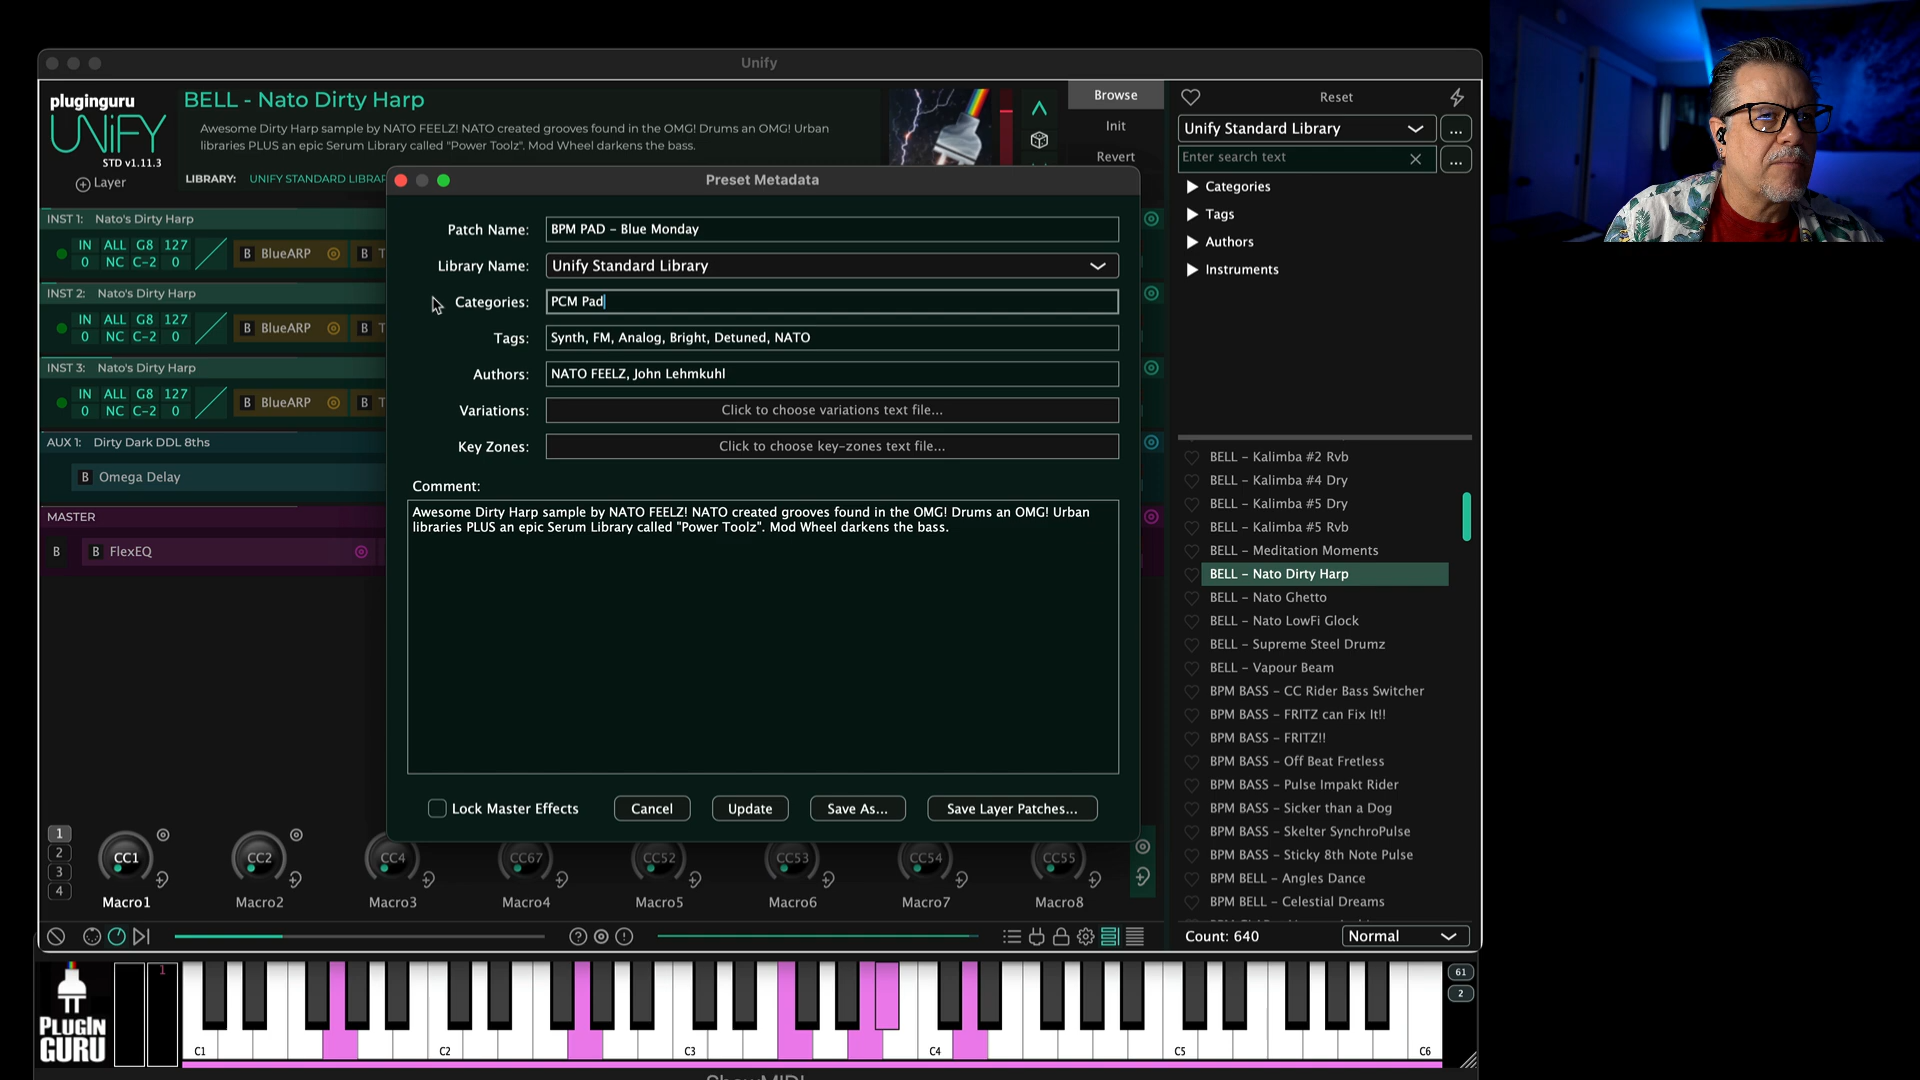 Unify
pluginguru
UNIFY
STD v1.11.3
Layer
BELL - Nato Dirty Harp
Awesome Dirty Harp sample by NATO FEELZ! NATO created grooves found in the OMG! Drums an OMG! Urban
libraries PLUS an epic Serum Library called "Power Toolz". Mod Wheel darkens the bass.
LIBRARY: UNIFY STANDARD LIBRAR
Browse
Init
Revert
Reset
Unify Standard Library
...
Enter search text
...
Categories
Tags
Authors
Instruments
INST 1: Nato's Dirty Harp
IN ALL G8 127
0 NC C-2 0
B BlueARP
B T
INST 2: Nato's Dirty Harp
IN ALL G8 127
0 NC C-2 0
B BlueARP
B T
INST 3: Nato's Dirty Harp
IN ALL G8 127
0 NC C-2 0
B BlueARP
B T
AUX 1: Dirty Dark DDL 8ths
B Omega Delay
MASTER
B
B FlexEQ
Preset Metadata
Patch Name: BPM PAD - Blue Monday
Library Name: Unify Standard Library
Categories: PCM Pad
Tags: Synth, FM, Analog, Bright, Detuned, NATO
Authors: NATO FEELZ, John Lehmkuhl
Variations: Click to choose variations text file...
Key Zones: Click to choose key-zones text file...
Comment:
Awesome Dirty Harp sample by NATO FEELZ! NATO created grooves found in the OMG! Drums an OMG! Urban
libraries PLUS an epic Serum Library called "Power Toolz". Mod Wheel darkens the bass.
Lock Master Effects
Cancel
Update
Save As...
Save Layer Patches...
BELL - Kalimba #2 Rvb
BELL - Kalimba #4 Dry
BELL - Kalimba #5 Dry
BELL - Kalimba #5 Rvb
BELL - Meditation Moments
BELL - Nato Dirty Harp
BELL - Nato Ghetto
BELL - Nato LowFi Glock
BELL - Supreme Steel Drumz
BELL - Vapour Beam
BPM BASS - CC Rider Bass Switcher
BPM BASS - FRITZ can Fix It!!
BPM BASS - FRITZ!!
BPM BASS - Off Beat Fretless
BPM BASS - Pulse Impakt Rider
BPM BASS - Sicker than a Dog
BPM BASS - Skelter SynchroPulse
BPM BASS - Sticky 8th Note Pulse
BPM BELL - Angles Dance
BPM BELL - Celestial Dreams
Count: 640
Normal
1
2
3
4
CC1 CC2 CC4 CC67 CC52 CC53 CC54 CC55
Macro1 Macro2 Macro3 Macro4 Macro5 Macro6 Macro7 Macro8
PLUGIN
GURU
1
C1 C2 C3 C4 C5 C6
61
2
ShowMIDI